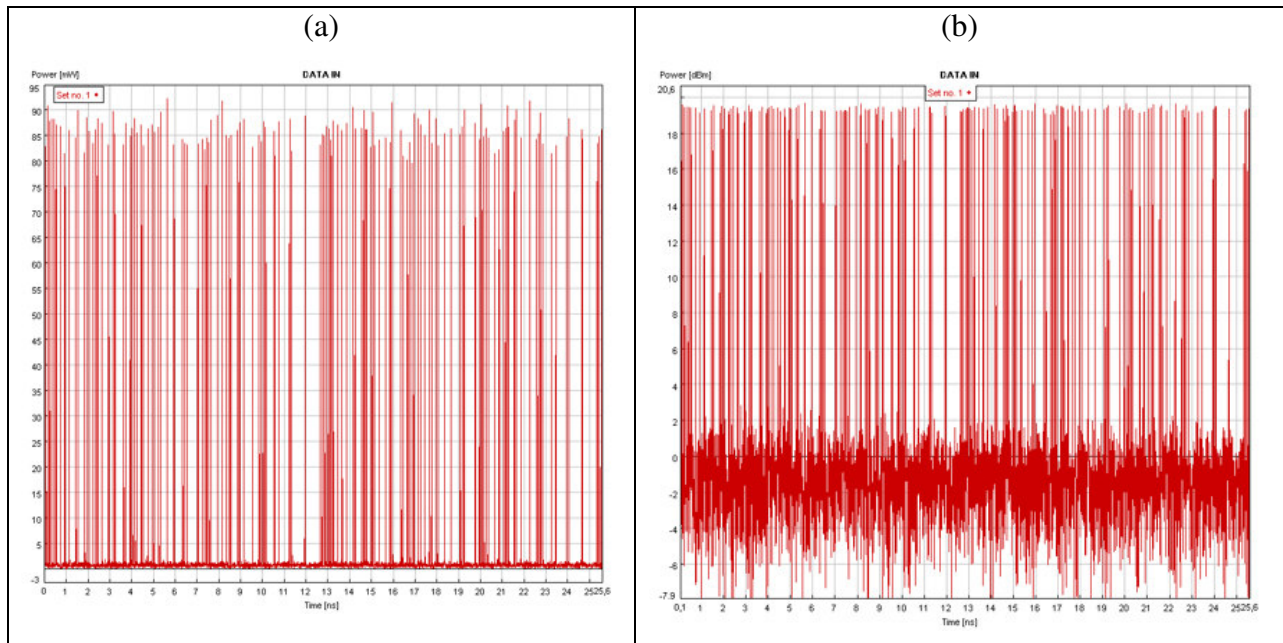 (a)
Power [mW]
DATA IN
95
Set no. 1
90
85
80
75
70
65
60
55
50
45
40
35
30
25
20
15
10
5
-3
0 1 2 3 4 5 6 7 8 9 10 11 12 13 14 15 16 17 18 19 20 21 22 23 24 25 25,6
Time [ns]
(b)
Power [dBm]
DATA IN
20,6
Set no. 1
18
16
14
12
10
8
6
4
2
0
-2
-4
-6
-7.9
0,1 1 2 3 4 5 6 7 8 9 10 11 12 13 14 15 16 17 18 19 20 21 22 23 24 25 25,6
Time [ns]